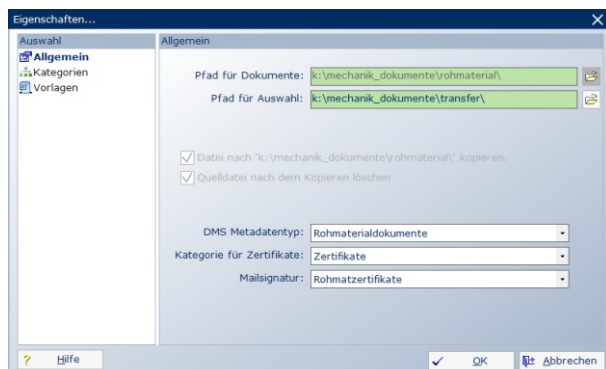 Eigenschaften...
Auswahl
Allgemein
Kategorien
Vorlagen
Allgemein
Pfad für Dokumente: k:\mechanik_dokumente\rohmaterial\
Pfad für Auswahl: k:\mechanik_dokumente\transfer\
Datei nach 'k:\mechanik_dokumente\rohmaterial\' kopieren.
Quelldatei nach dem Kopieren löschen
DMS Metadatentyp: Rohmaterialdokumente
Kategorie für Zertifikate: Zertifikate
Mailsignatur: Rohmatzertifikate
Hilfe
OK
Abbrechen